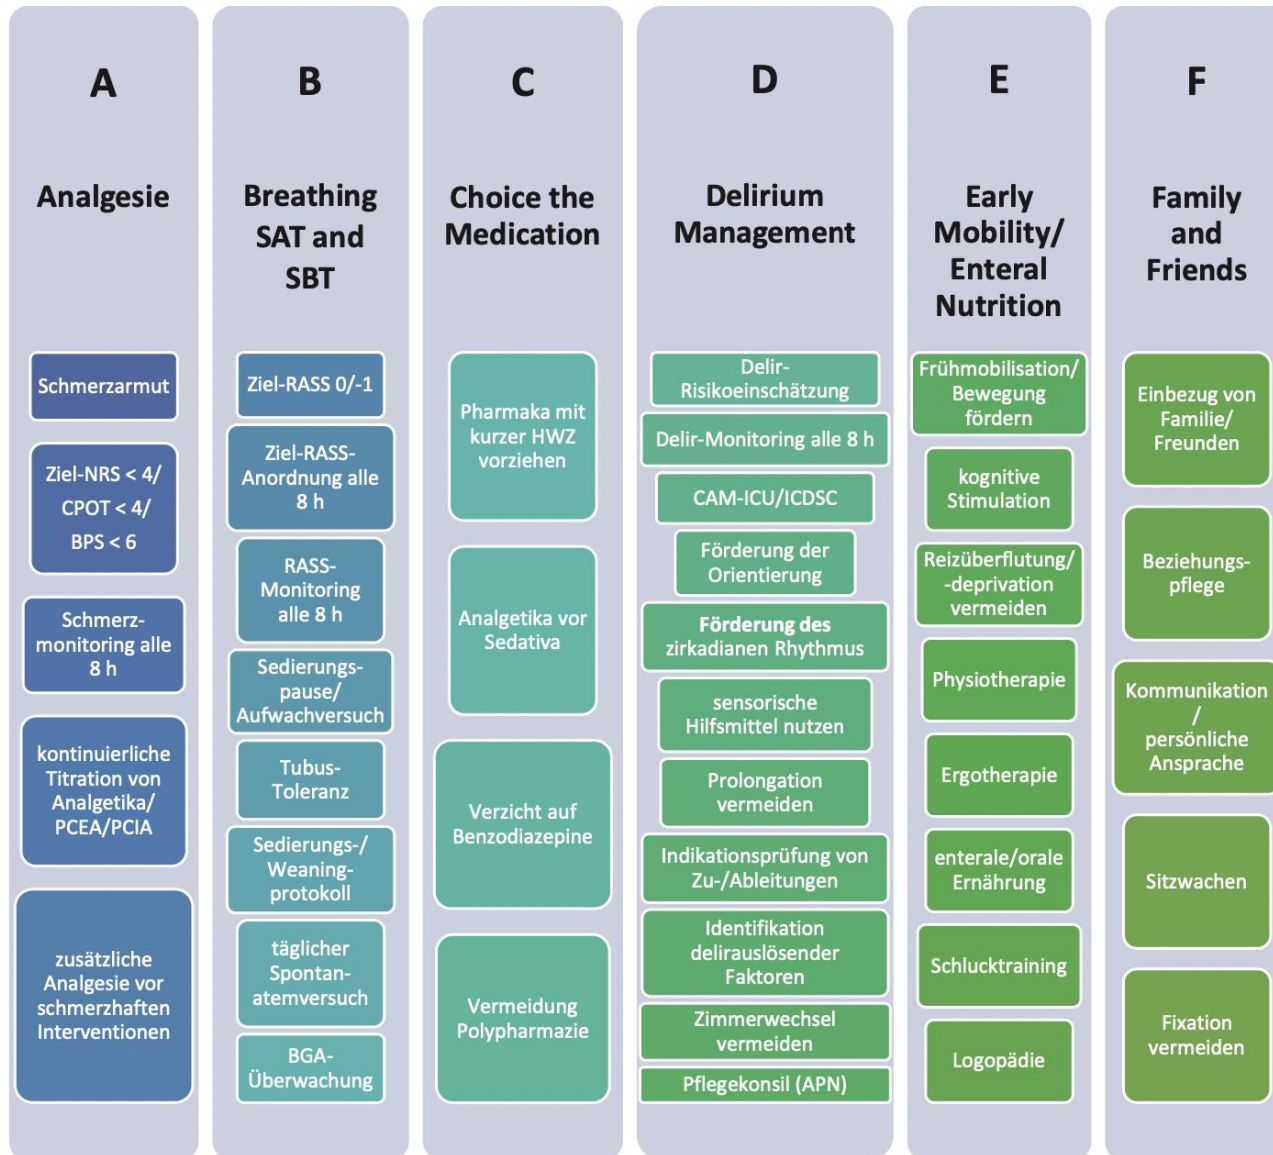 A
Analgesie
Schmerzarmut
Ziel-NRS < 4/
CPOT < 4/
BPS < 6
Schmerz-
monitoring alle
8 h
kontinuierliche
Titration von
Analgetika/
PCEA/PCIA
zusätzliche
Analgesie vor
schmerzhaften
Interventionen
B
Breathing
SAT and
SBT
Ziel-RASS 0/-1
Ziel-RASS-
Anordnung alle
8 h
RASS-
Monitoring
alle 8 h
Sedierungs-
pause/
Aufwachversuch
Tubus-
Toleranz
Sedierungs-/
Weaning-
protokoll
täglicher
Spontan-
atemversuch
BGA-
Überwachung
C
Choice the
Medication
Pharmaka mit
kurzer HWZ
vorziehen
Analgetika vor
Sedativa
Verzicht auf
Benzodiazepine
Vermeidung
Polypharmazie
D
Delirium
Management
Delir-
Risikoeinschätzung
Delir-Monitoring alle 8 h
CAM-ICU/ICDSC
Förderung der
Orientierung
Förderung des
zirkadianen Rhythmus
sensorische
Hilfsmittel nutzen
Prolongation
vermeiden
Indikationsprüfung von
Zu-/Ableitungen
Identifikation
delirauslösender
Faktoren
Zimmerwechsel
vermeiden
Pflegekonsil (APN)
E
Early
Mobility/
Enteral
Nutrition
Frühmobilisation/
Bewegung
fördern
kognitive
Stimulation
Reizüberflutung/
-deprivation
vermeiden
Physiotherapie
Ergotherapie
enterale/orale
Ernährung
Schlucktraining
Logopädie
F
Family
and
Friends
Einbezug von
Familie/
Freunden
Beziehungs-
pflege
Kommunikation
/
persönliche
Ansprache
Sitzwachen
Fixation
vermeiden